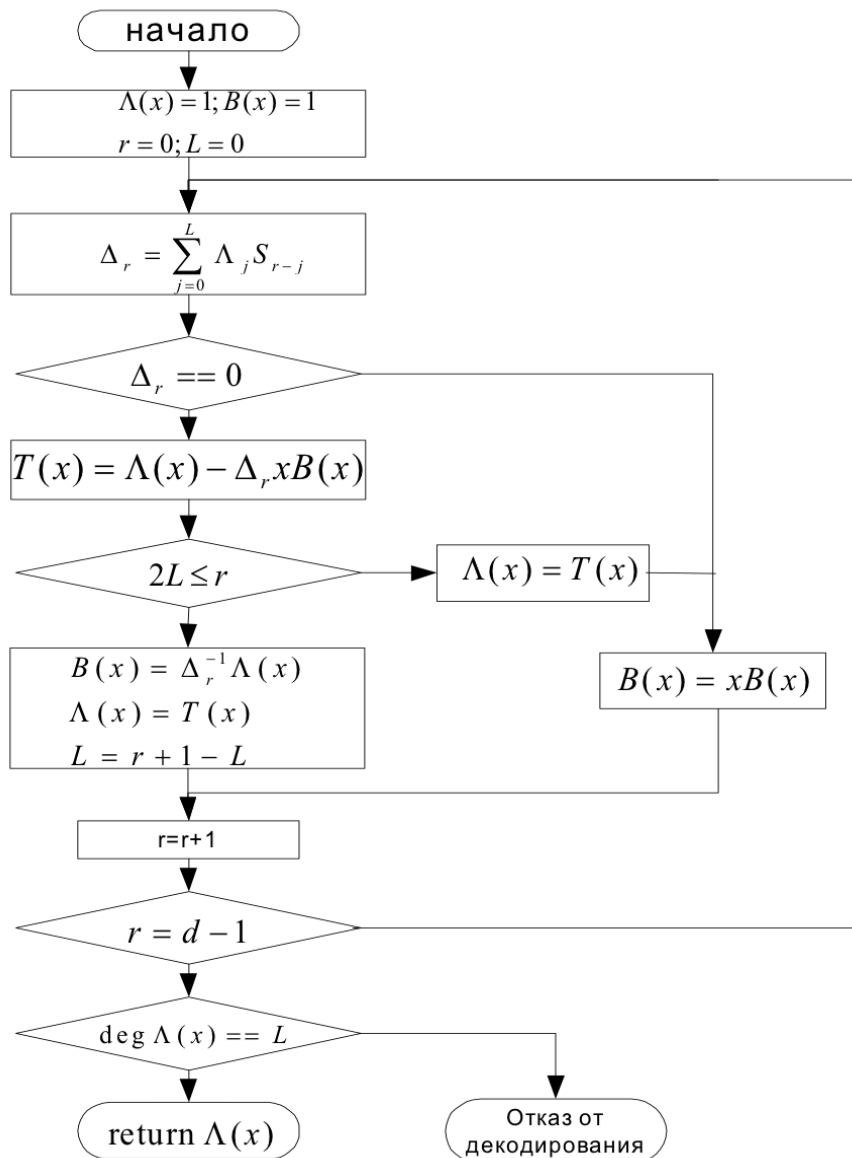 начало
Λ(x) = 1; B(x) = 1
r = 0; L = 0
Δ_r = \sum_{j=0}^{L} Λ_j S_{r-j}
Δ_r == 0
T(x) = Λ(x) − Δ_r xB(x)
2L ≤ r
Λ(x) = T(x)
B(x) = Δ_r^{-1} Λ(x)
Λ(x) = T(x)
L = r + 1 − L
B(x) = xB(x)
r=r+1
r = d − 1
deg Λ(x) == L
return Λ(x)
Отказ от
декодирования